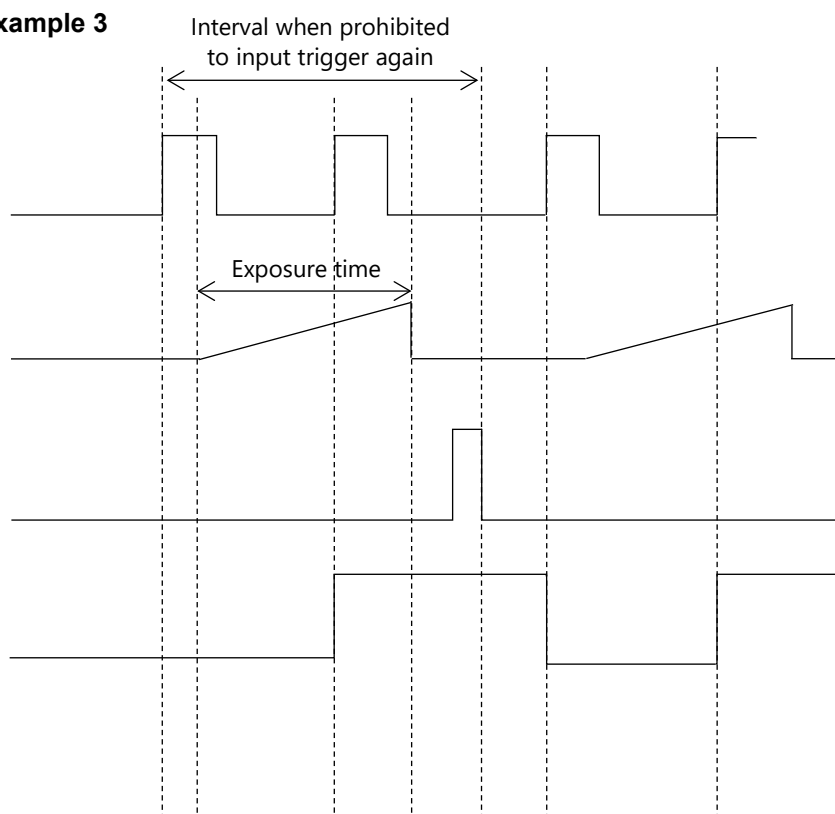 xample 3
Interval when prohibited
to input trigger again
Exposure time